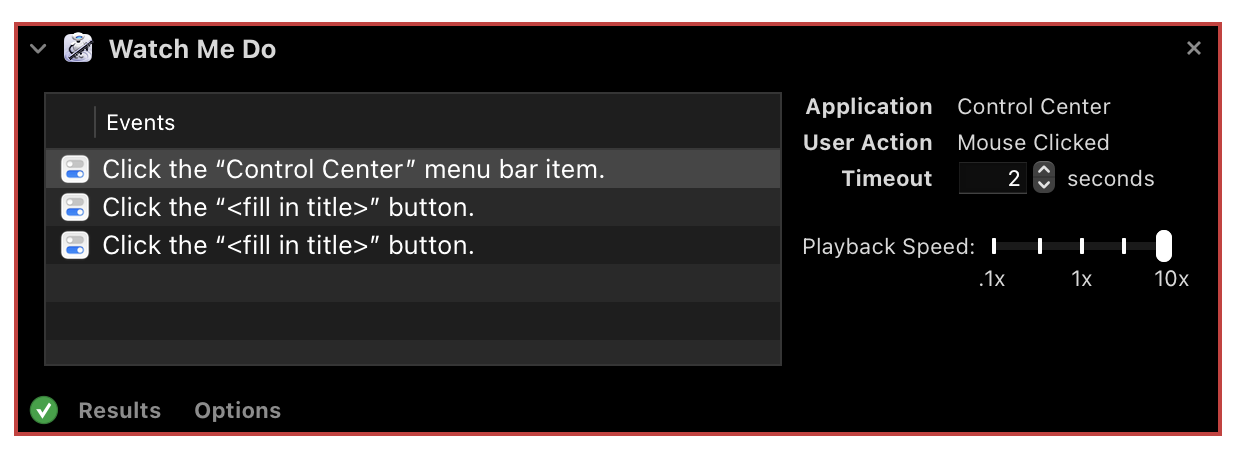 Watch Me Do
Events
Click the “Control Center” menu bar item.
Click the “<fill in title>” button.
Click the “<fill in title>” button.
Application Control Center
User Action Mouse Clicked
Timeout 2 seconds
Playback Speed:
.1x 1x 10x
Results Options